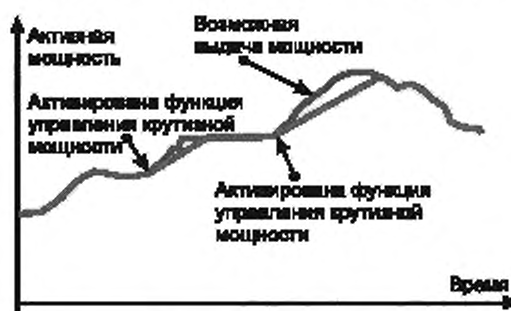 Активная
мощность
Возможная
выдача мощности
Активирована функция
управления крутизной
мощности
Активирована функция
управления крутизной
мощности
Время